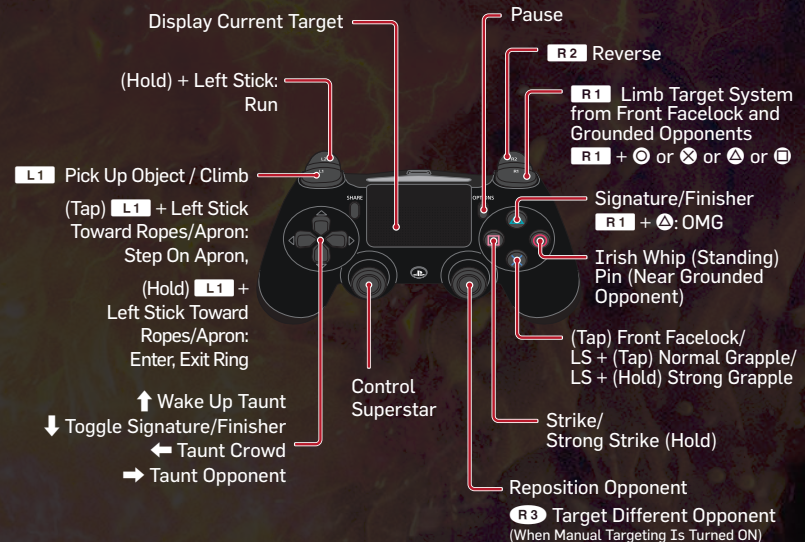 Display Current Target
Pause
R2 Reverse
(Hold) + Left Stick:
Run
R1 Limb Target System
from Front Facelock and
Grounded Opponents
R1 + ◯ or ⨂ or △ or □
L1 Pick Up Object / Climb
(Tap) L1 + Left Stick
Toward Ropes/Apron:
Step On Apron,
(Hold) L1 +
Left Stick Toward
Ropes/Apron:
Enter, Exit Ring
⬆ Wake Up Taunt
⬇ Toggle Signature/Finisher
⬅ Taunt Crowd
➡ Taunt Opponent
L2
L1
SHARE
OPTIONS
R2
R1
Signature/Finisher
R1 + △: OMG
Irish Whip (Standing)
Pin (Near Grounded
Opponent)
(Tap) Front Facelock/
LS + (Tap) Normal Grapple/
LS + (Hold) Strong Grapple
Control
Superstar
Strike/
Strong Strike (Hold)
Reposition Opponent
R3 Target Different Opponent
(When Manual Targeting Is Turned ON)